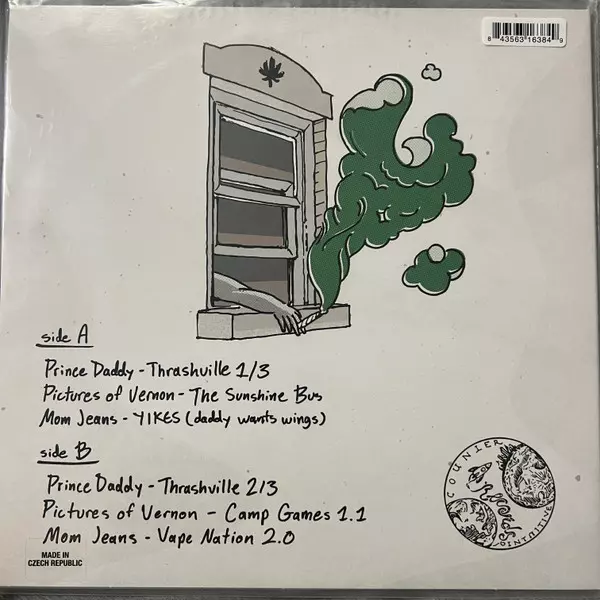 8 43563 16384 9
side A
Prince Daddy - Thrashville 1/3
Pictures of Vernon - The Sunshine Bus
Mom Jeans - YIKES (daddy wants wings)
side B
Prince Daddy - Thrashville 2/3
Pictures of Vernon - Camp Games 1.1
Mom Jeans - Vape Nation 2.0
COUNTER
INTUITIVE
Records
MADE IN
CZECH REPUBLIC